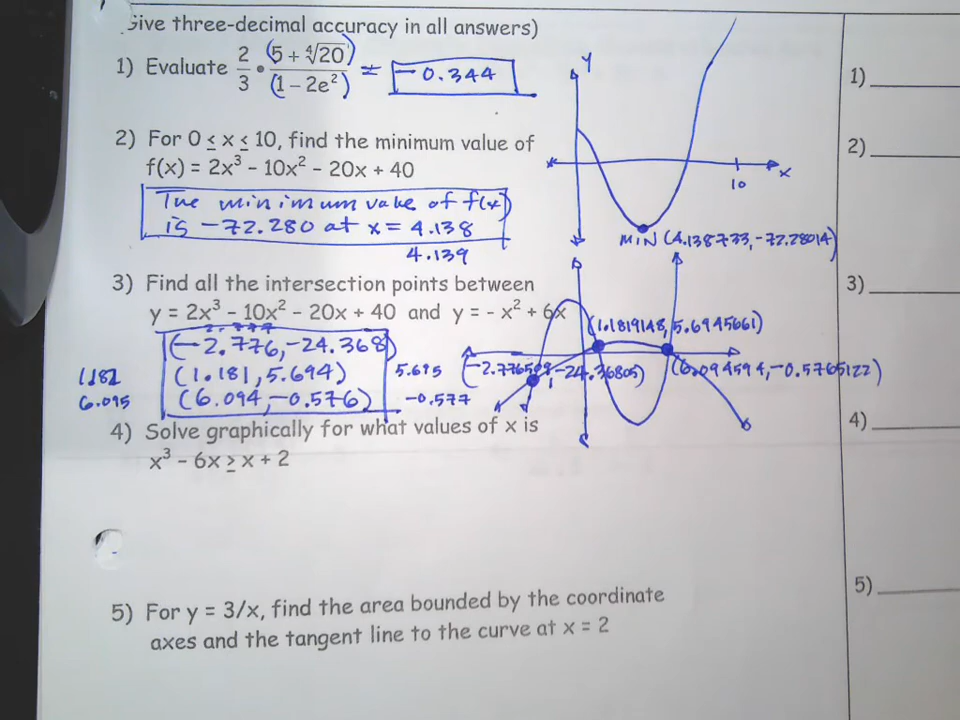 Give three-decimal accuracy in all answers)
1) Evaluate 2/3 • (5 + ∜20)/(1 - 2e²) = -0.344
Y
1)
2) For 0 ≤ x ≤ 10, find the minimum value of
f(x) = 2x³ - 10x² - 20x + 40
2)
10 x
The minimum value of f(x)
is -72.280 at x = 4.138
4.139
MIN (4.138733, -72.28014)
3) Find all the intersection points between
y = 2x³ - 10x² - 20x + 40 and y = - x² + 6x
3)
(1.1819148, 5.6945661)
2.777
(-2.776, -24.368)
(1.181, 5.694)
(6.094, -0.576)
1.182
6.095
5.695
-0.577
(-2.776509, -24.36805)
(6.094594, -0.5765122)
4) Solve graphically for what values of x is
x³ - 6x ≥ x + 2
4)
5) For y = 3/x, find the area bounded by the coordinate
axes and the tangent line to the curve at x = 2
5)